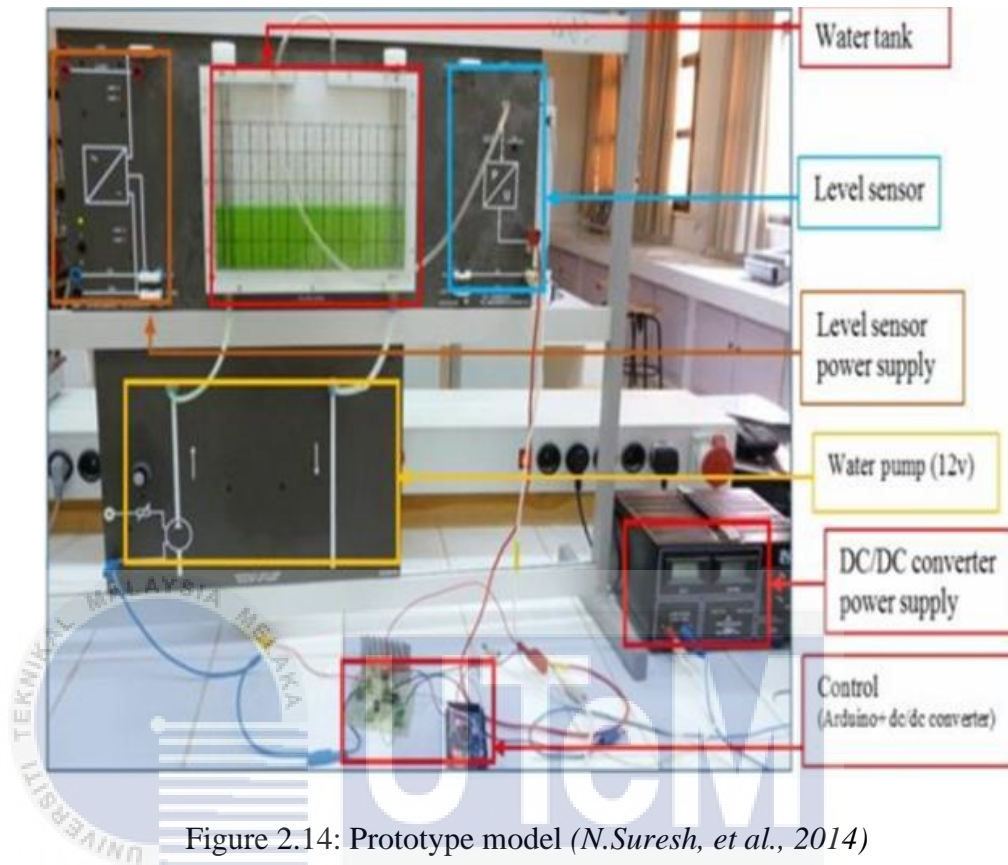 Water tank
Level sensor
Level sensor
power supply
Water pump (12v)
DC/DC converter
power supply
Control
(Arduino+ dc/dc converter)
P
U
UNIVERSITI TEKNIKAL MALAYSIA MELAKA
UTeM
Figure 2.14: Prototype model (N.Suresh, et al., 2014)